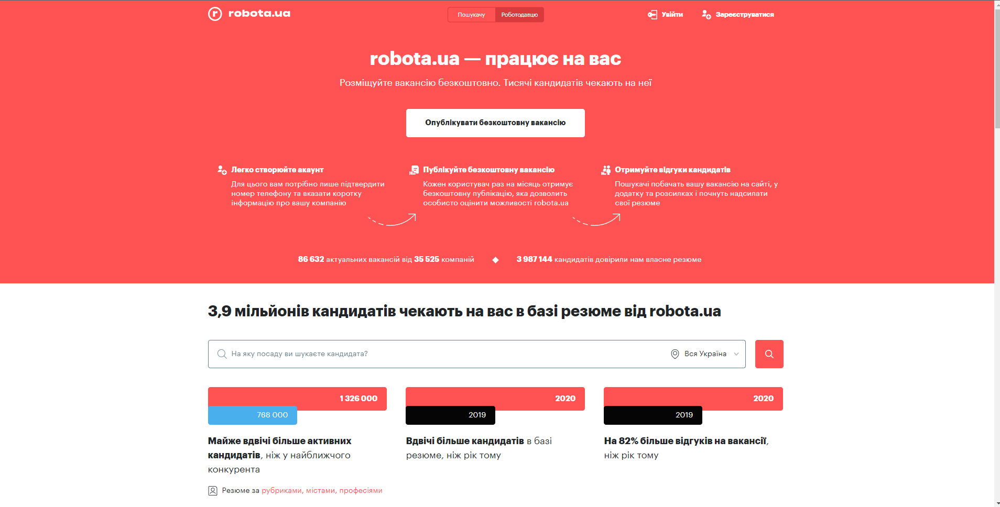 robota.ua
Пошукачу
Роботодавцю
Увійти
Зареєструватися
robota.ua — працює на вас
Розміщуйте вакансію безкоштовно. Тисячі кандидатів чекають на неї
Опублікувати безкоштовну вакансію
Легко створюйте акаунт
Для цього вам потрібно лише підтвердити
номер телефону та вказати коротку
інформацію про вашу компанію
Публікуйте безкоштовну вакансію
Кожен користувач раз на місяць отримує
безкоштовну публікацію, яка дозволить
особисто оцінити можливості robota.ua
Отримуйте відгуки кандидатів
Пошукачі побачать вашу вакансію на сайті, у
додатку та розсилках і почнуть надсилати
свої резюме
86 632 актуальних вакансій від 35 525 компаній
3 987 144 кандидатів довірили нам власне резюме
3,9 мільйонів кандидатів чекають на вас в базі резюме від robota.ua
На яку посаду ви шукаєте кандидата?
Вся Україна
1 326 000
768 000
Майже вдвічі більше активних
кандидатів, ніж у найближчого
конкурента
2020
2019
Вдвічі більше кандидатів в базі
резюме, ніж рік тому
2020
2019
На 82% більше відгуків на вакансії,
ніж рік тому
Резюме за рубриками, містами, професіями